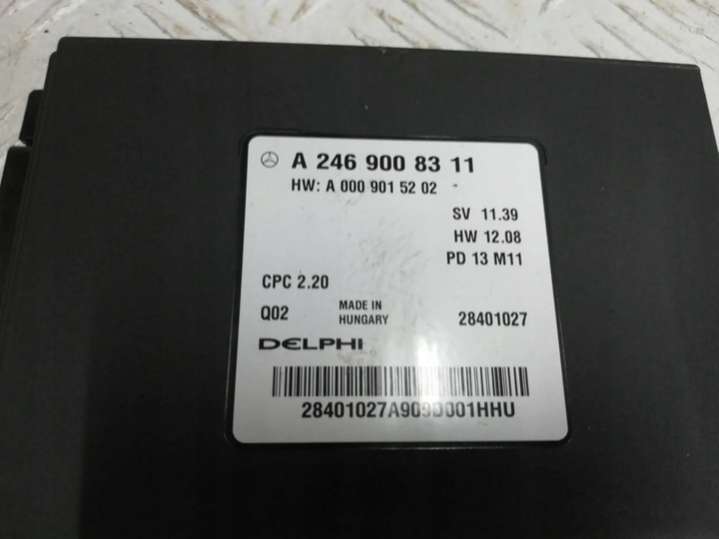 A 246 900 83 11
HW: A 000 901 52 02 -
SV 11.39
HW 12.08
PD 13 M11
CPC 2.20
Q02
MADE IN
HUNGARY
28401027
DELPHI
28401027A909D001HHU